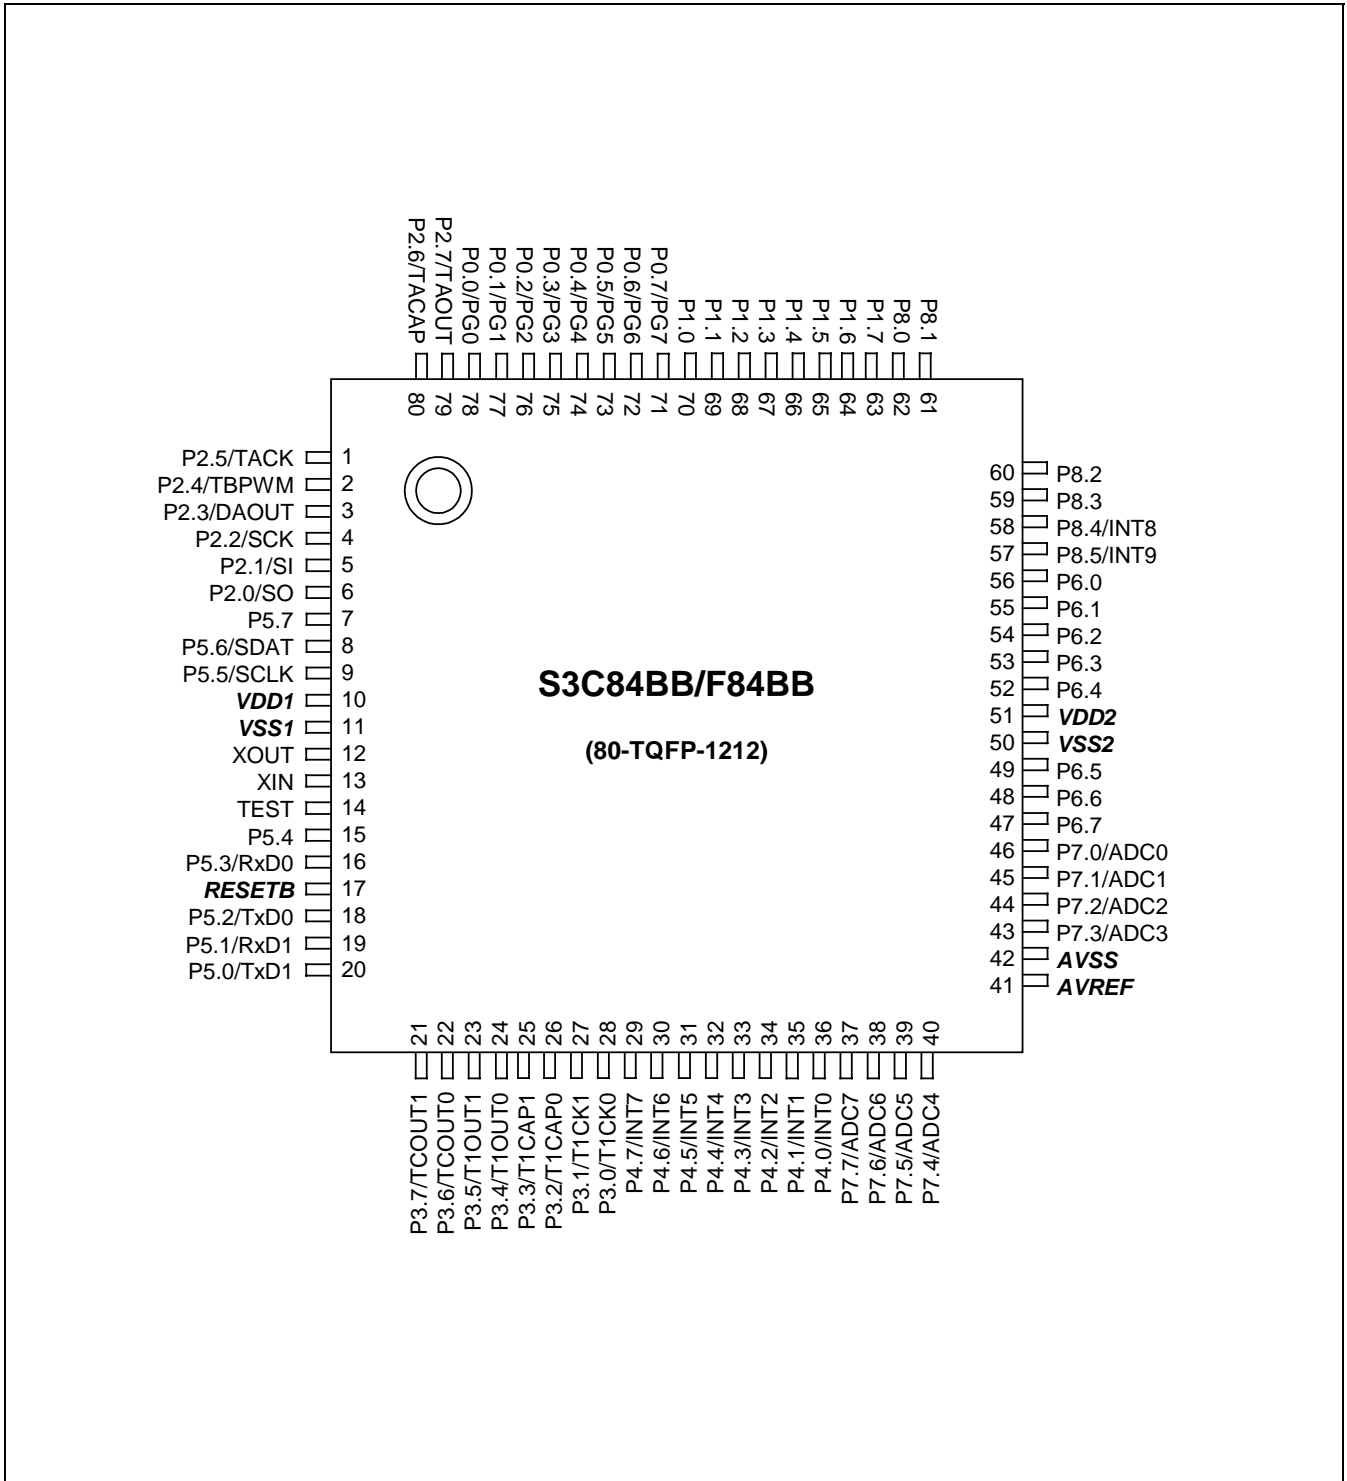 P2.6/TACAP
P2.7/TAOUT
P0.0/PG0
P0.1/PG1
P0.2/PG2
P0.3/PG3
P0.4/PG4
P0.5/PG5
P0.6/PG6
P0.7/PG7
P1.0
P1.1
P1.2
P1.3
P1.4
P1.5
P1.6
P1.7
P8.0
P8.1
80
79
78
77
76
75
74
73
72
71
70
69
68
67
66
65
64
63
62
61
P2.5/TACK 1
P2.4/TBPWM 2
P2.3/DAOUT 3
P2.2/SCK 4
P2.1/SI 5
P2.0/SO 6
P5.7 7
P5.6/SDAT 8
P5.5/SCLK 9
VDD1 10
VSS1 11
XOUT 12
XIN 13
TEST 14
P5.4 15
P5.3/RxD0 16
RESETB 17
P5.2/TxD0 18
P5.1/RxD1 19
P5.0/TxD1 20
S3C84BB/F84BB
(80-TQFP-1212)
60 P8.2
59 P8.3
58 P8.4/INT8
57 P8.5/INT9
56 P6.0
55 P6.1
54 P6.2
53 P6.3
52 P6.4
51 VDD2
50 VSS2
49 P6.5
48 P6.6
47 P6.7
46 P7.0/ADC0
45 P7.1/ADC1
44 P7.2/ADC2
43 P7.3/ADC3
42 AVSS
41 AVREF
21
22
23
24
25
26
27
28
29
30
31
32
33
34
35
36
37
38
39
40
P3.7/TCOUT1
P3.6/TCOUT0
P3.5/T1OUT1
P3.4/T1OUT0
P3.3/T1CAP1
P3.2/T1CAP0
P3.1/T1CK1
P3.0/T1CK0
P4.7/INT7
P4.6/INT6
P4.5/INT5
P4.4/INT4
P4.3/INT3
P4.2/INT2
P4.1/INT1
P4.0/INT0
P7.7/ADC7
P7.6/ADC6
P7.5/ADC5
P7.4/ADC4